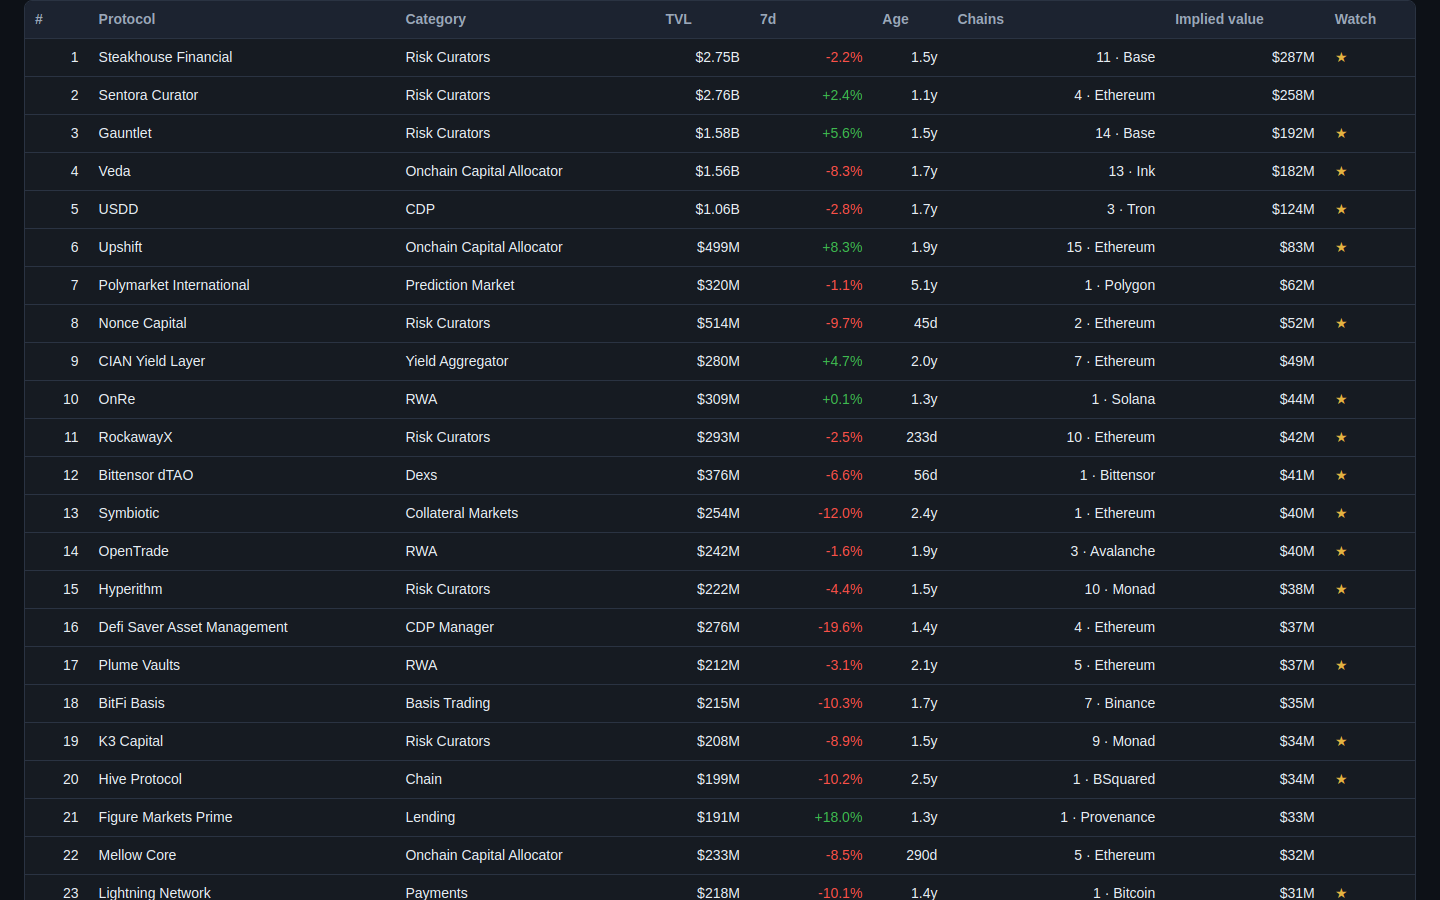 # Protocol Category TVL 7d Age Chains Implied value Watch
1 Steakhouse Financial Risk Curators $2.75B -2.2% 1.5y 11 · Base $287M ★
2 Sentora Curator Risk Curators $2.76B +2.4% 1.1y 4 · Ethereum $258M
3 Gauntlet Risk Curators $1.58B +5.6% 1.5y 14 · Base $192M ★
4 Veda Onchain Capital Allocator $1.56B -8.3% 1.7y 13 · Ink $182M ★
5 USDD CDP $1.06B -2.8% 1.7y 3 · Tron $124M ★
6 Upshift Onchain Capital Allocator $499M +8.3% 1.9y 15 · Ethereum $83M ★
7 Polymarket International Prediction Market $320M -1.1% 5.1y 1 · Polygon $62M
8 Nonce Capital Risk Curators $514M -9.7% 45d 2 · Ethereum $52M ★
9 CIAN Yield Layer Yield Aggregator $280M +4.7% 2.0y 7 · Ethereum $49M
10 OnRe RWA $309M +0.1% 1.3y 1 · Solana $44M ★
11 RockawayX Risk Curators $293M -2.5% 233d 10 · Ethereum $42M ★
12 Bittensor dTAO Dexs $376M -6.6% 56d 1 · Bittensor $41M ★
13 Symbiotic Collateral Markets $254M -12.0% 2.4y 1 · Ethereum $40M ★
14 OpenTrade RWA $242M -1.6% 1.9y 3 · Avalanche $40M ★
15 Hyperithm Risk Curators $222M -4.4% 1.5y 10 · Monad $38M ★
16 Defi Saver Asset Management CDP Manager $276M -19.6% 1.4y 4 · Ethereum $37M
17 Plume Vaults RWA $212M -3.1% 2.1y 5 · Ethereum $37M ★
18 BitFi Basis Basis Trading $215M -10.3% 1.7y 7 · Binance $35M
19 K3 Capital Risk Curators $208M -8.9% 1.5y 9 · Monad $34M ★
20 Hive Protocol Chain $199M -10.2% 2.5y 1 · BSquared $34M ★
21 Figure Markets Prime Lending $191M +18.0% 1.3y 1 · Provenance $33M
22 Mellow Core Onchain Capital Allocator $233M -8.5% 290d 5 · Ethereum $32M
23 Lightning Network Payments $218M -10.1% 1.4y 1 · Bitcoin $31M ★